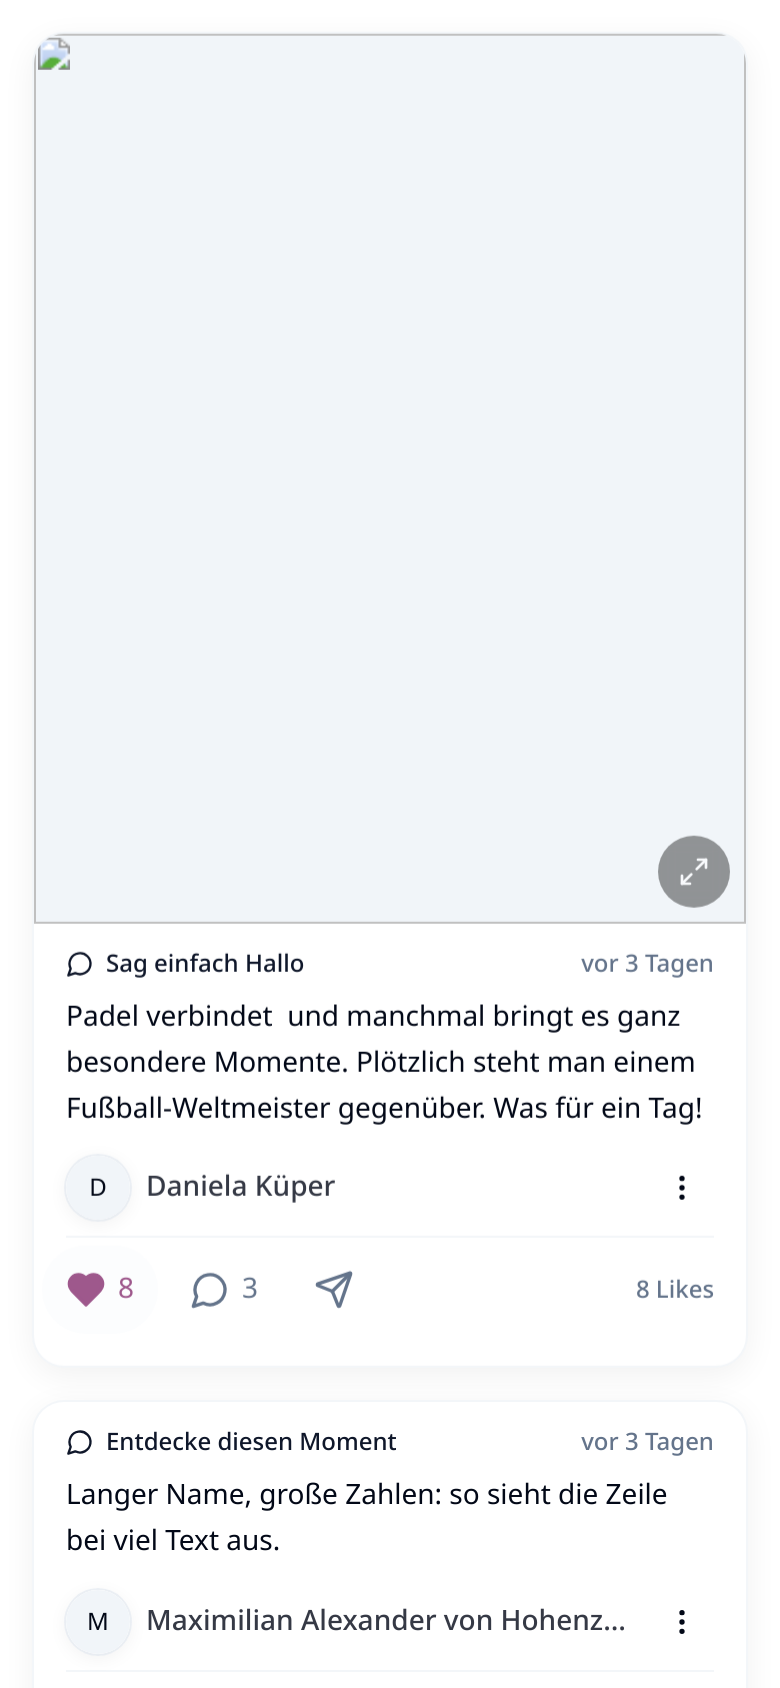 Sag einfach Hallo
vor 3 Tagen
Padel verbindet  und manchmal bringt es ganz
besondere Momente. Plötzlich steht man einem
Fußball-Weltmeister gegenüber. Was für ein Tag!
D
Daniela Küper
8
3
8 Likes
Entdecke diesen Moment
vor 3 Tagen
Langer Name, große Zahlen: so sieht die Zeile
bei viel Text aus.
M
Maximilian Alexander von Hohenz...